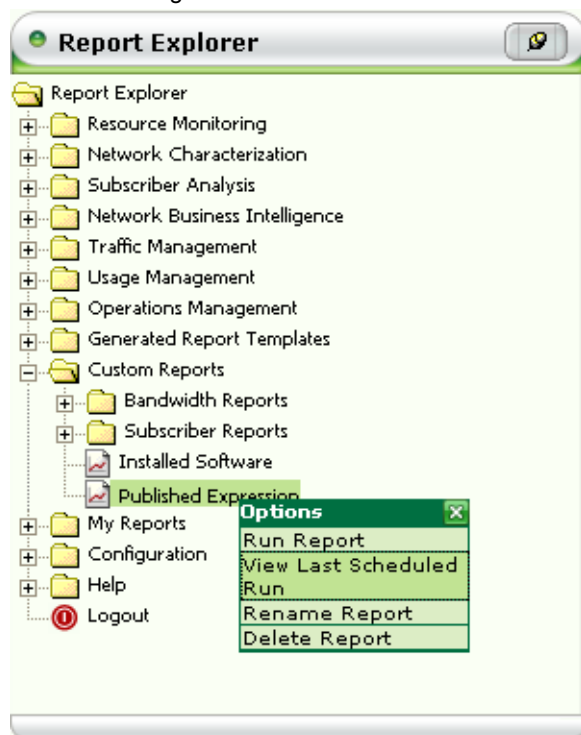 Report Explorer
Report Explorer
Resource Monitoring
Network Characterization
Subscriber Analysis
Network Business Intelligence
Traffic Management
Usage Management
Operations Management
Generated Report Templates
Custom Reports
Bandwidth Reports
Subscriber Reports
Installed Software
Published Expression
Options
Run Report
View Last Scheduled
Run
Rename Report
Delete Report
My Reports
Configuration
Help
Logout